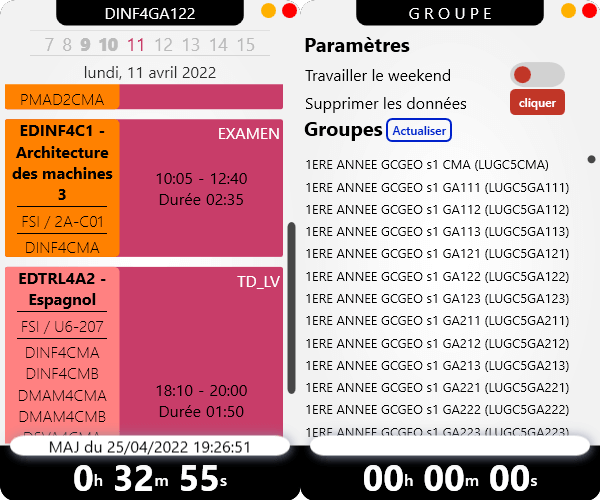 DINF4GA122
7 8 9 10 11 12 13 14 15
lundi, 11 avril 2022
PMAD2CMA
EDINF4C1 -
Architecture
des machines
3
FSI / 2A-C01
DINF4CMA
EXAMEN
10:05 - 12:40
Durée 02:35
EDTRL4A2 -
Espagnol
FSI / U6-207
DINF4CMA
DINF4CMB
DMAM4CMA
DMAM4CMB
TD_LV
18:10 - 20:00
Durée 01:50
MAJ du 25/04/2022 19:26:51
0h 32m 55s
GROUPE
Paramètres
Travailler le weekend
Supprimer les données cliquer
Groupes Actualiser
1ERE ANNEE GCGEO s1 CMA (LUGC5CMA)
1ERE ANNEE GCGEO s1 GA111 (LUGC5GA111)
1ERE ANNEE GCGEO s1 GA112 (LUGC5GA112)
1ERE ANNEE GCGEO s1 GA113 (LUGC5GA113)
1ERE ANNEE GCGEO s1 GA121 (LUGC5GA121)
1ERE ANNEE GCGEO s1 GA122 (LUGC5GA122)
1ERE ANNEE GCGEO s1 GA123 (LUGC5GA123)
1ERE ANNEE GCGEO s1 GA211 (LUGC5GA211)
1ERE ANNEE GCGEO s1 GA212 (LUGC5GA212)
1ERE ANNEE GCGEO s1 GA213 (LUGC5GA213)
1ERE ANNEE GCGEO s1 GA221 (LUGC5GA221)
1ERE ANNEE GCGEO s1 GA222 (LUGC5GA222)
1ERE ANNEE GCGEO s1 GA223 (LUGC5GA223)
00h 00m 00s